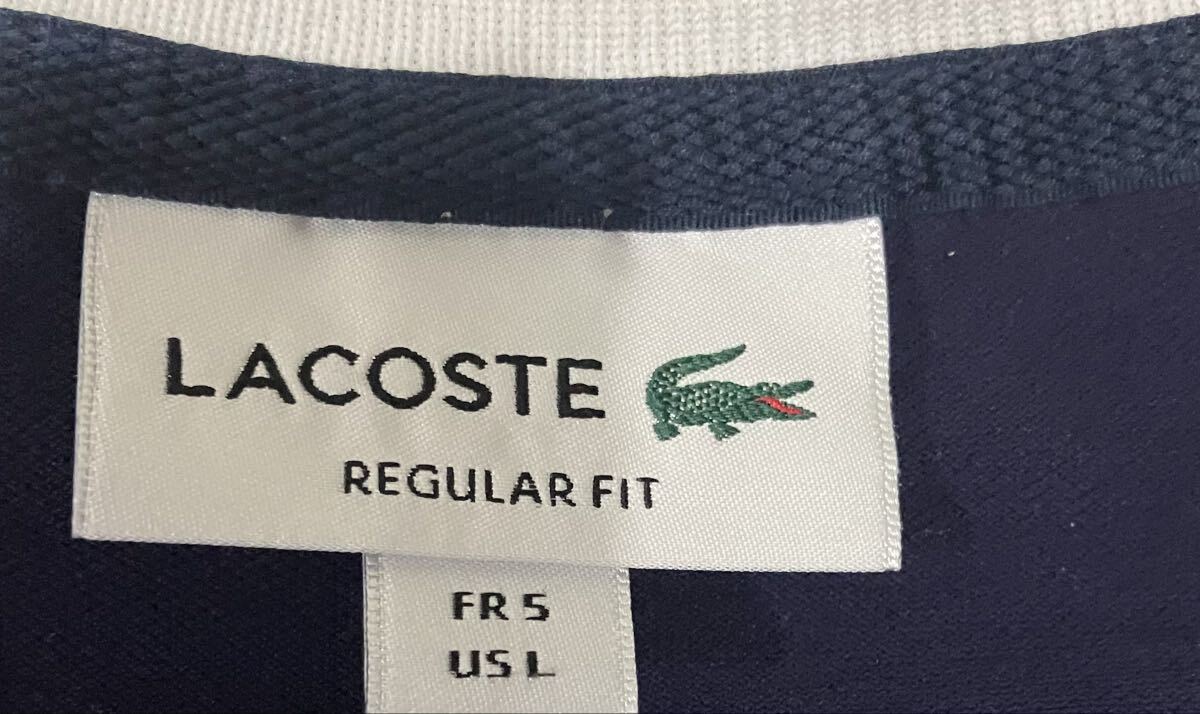 LACOSTE
REGULAR FIT
FR 5
US L